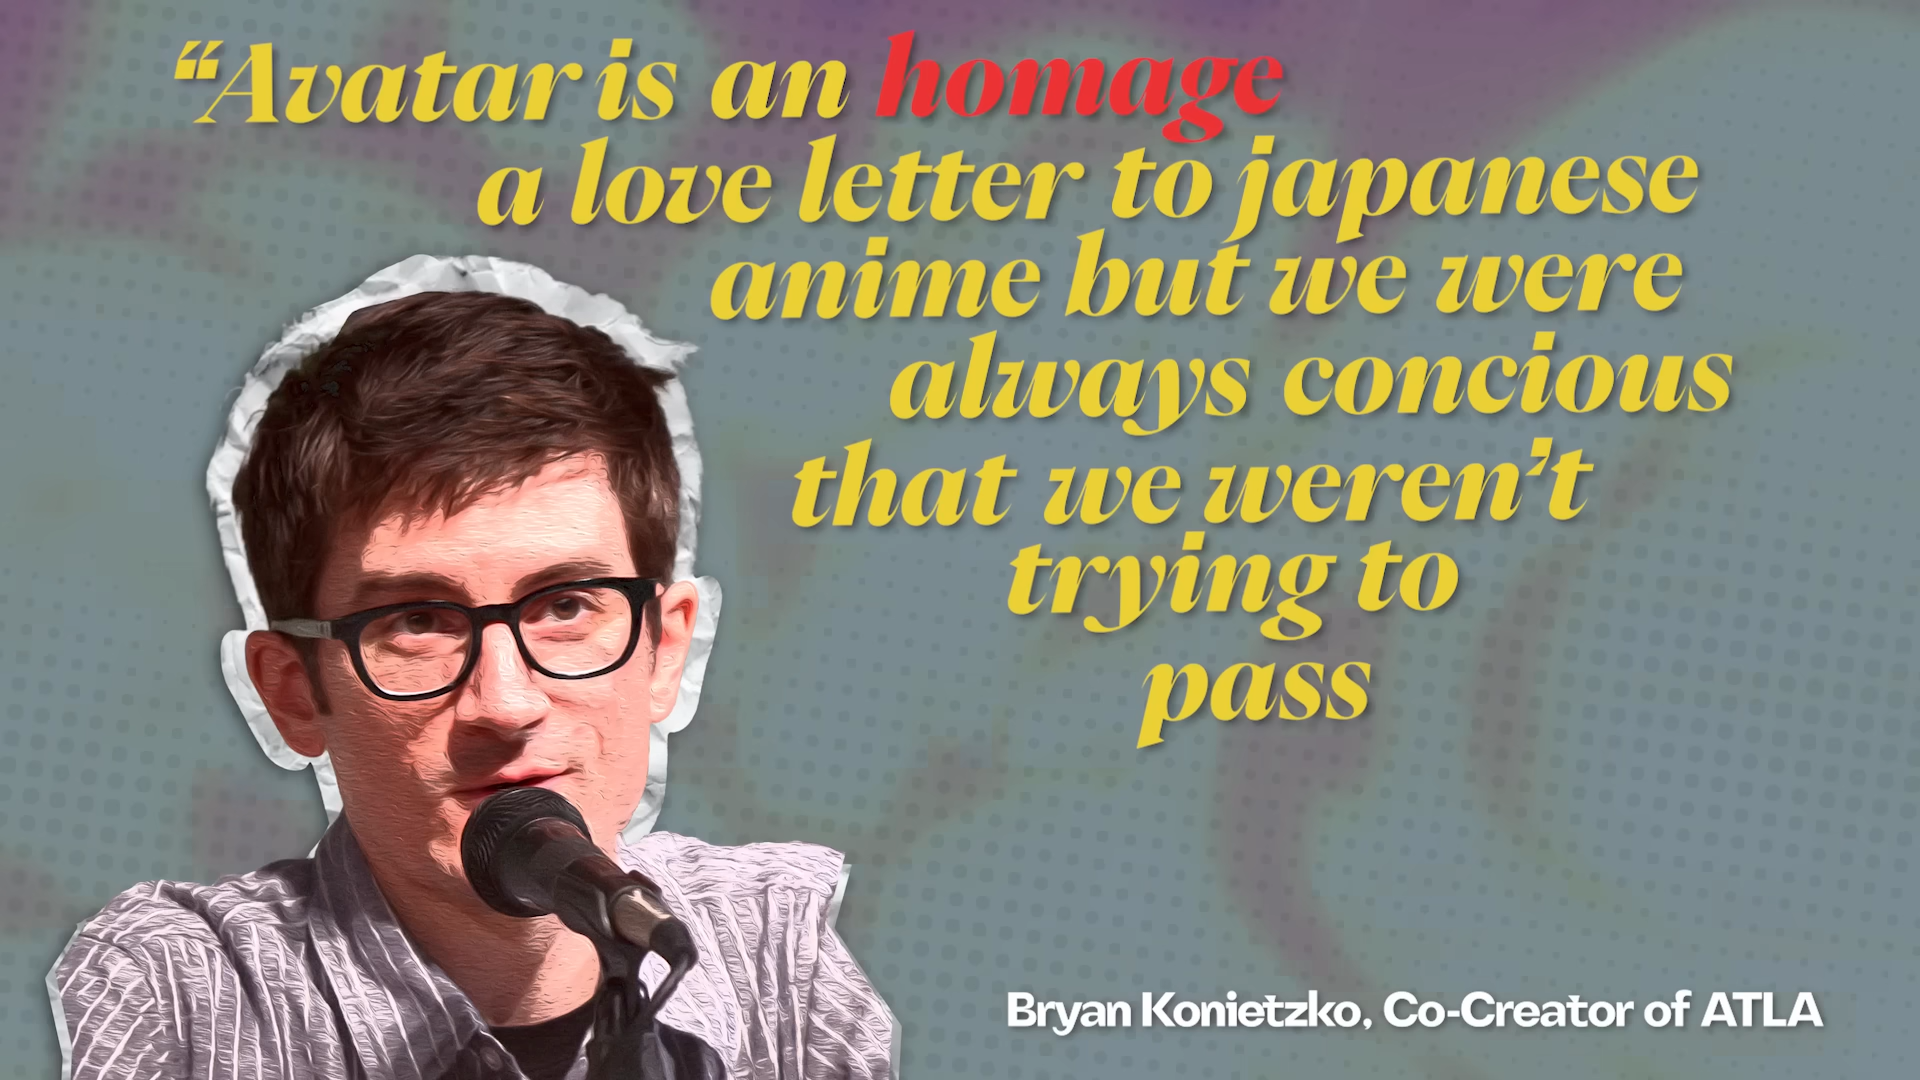 “Avatar is an homage
a love letter to japanese
anime but we were
always concious
that we weren’t
trying to
pass
Bryan Konietzko, Co-Creator of ATLA